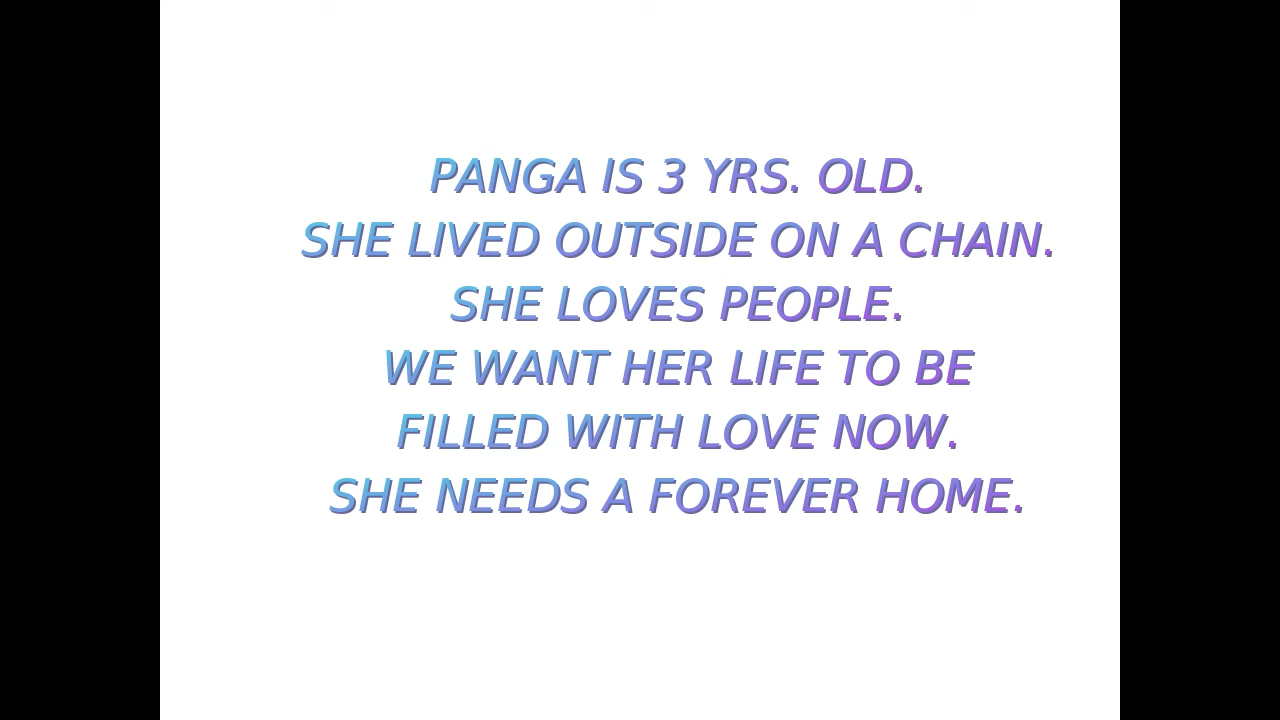 PANGA IS 3 YRS. OLD.
SHE LIVED OUTSIDE ON A CHAIN.
SHE LOVES PEOPLE.
WE WANT HER LIFE TO BE
FILLED WITH LOVE NOW.
SHE NEEDS A FOREVER HOME.